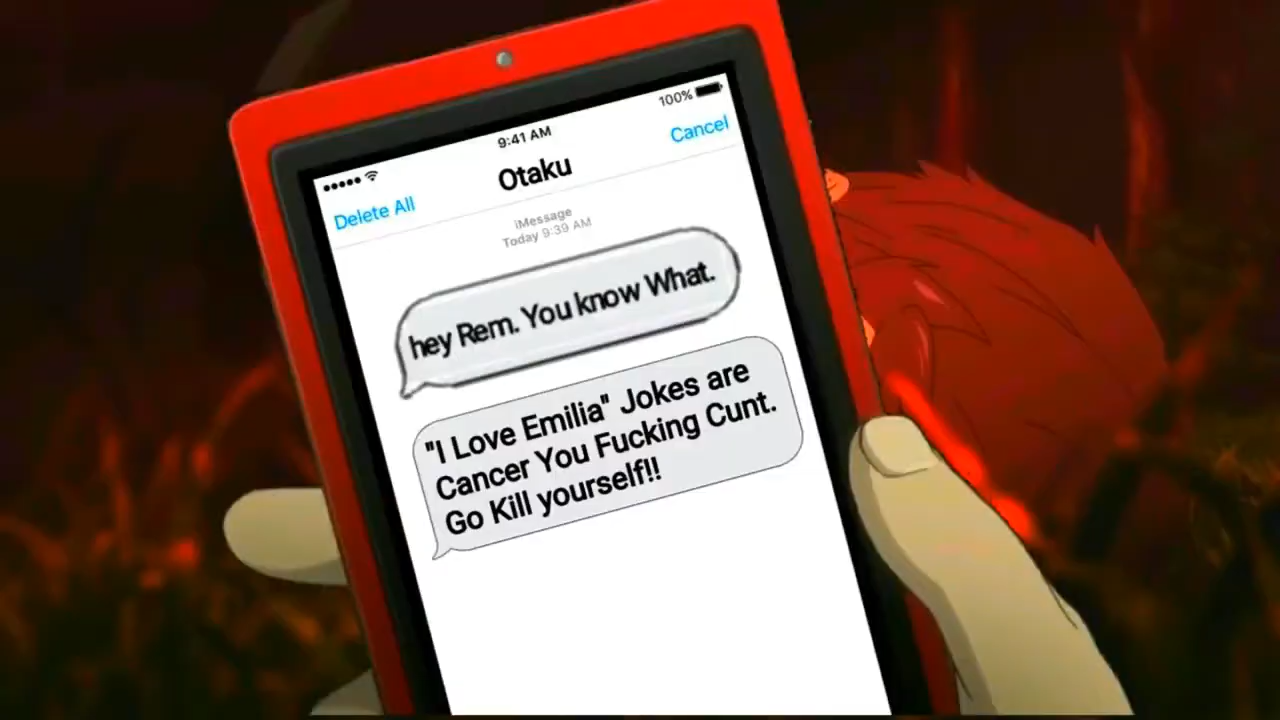 100%
9:41 AM
Cancel
Otaku
Delete All
iMessage
Today 9:39 AM
hey Rem. You know What.
"I Love Emilia" Jokes are
Cancer You Fucking Cunt.
Go Kill yourself!!